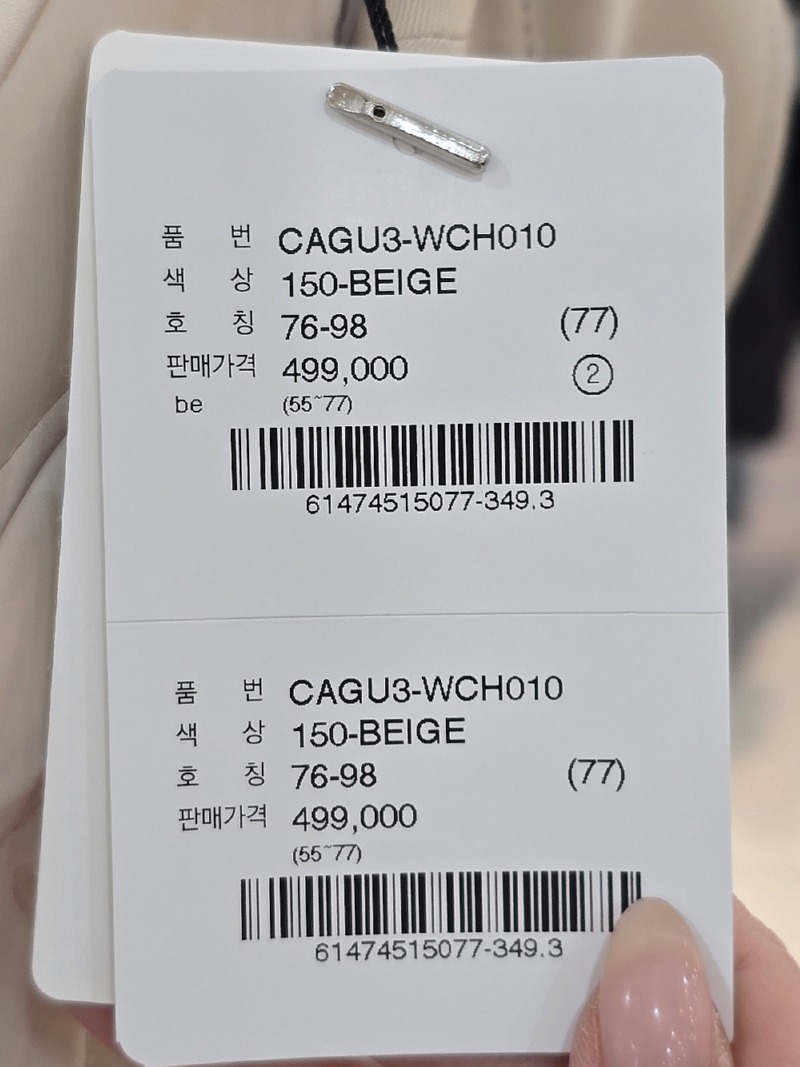 품 번 CAGU3-WCH010
색 상 150-BEIGE
호 칭 76-98 (77)
판매가격 499,000 ②
be (55~77)
61474515077-349.3
품 번 CAGU3-WCH010
색 상 150-BEIGE
호 칭 76-98 (77)
판매가격 499,000
(55~77)
61474515077-349.3